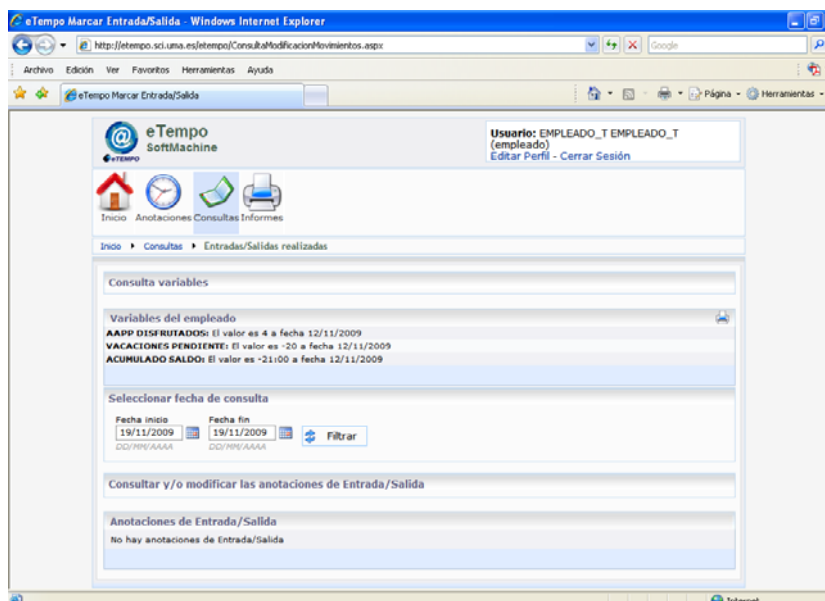 eTempo Marcar Entrada/Salida - Windows Internet Explorer
http://etempo.sci.uma.es/etempo/ConsultaModificacionMovimientos.aspx
Google
Archivo Edición Ver Favoritos Herramientas Ayuda
eTempo Marcar Entrada/Salida
Página
Herramientas
eTempo
SoftMachine
eTEMPO
Usuario: EMPLEADO_T EMPLEADO_T
(empleado)
Editar Perfil - Cerrar Sesión
Inicio Anotaciones Consultas Informes
Inicio Consultas Entradas/Salidas realizadas
Consulta variables
Variables del empleado
AAPP DISFRUTADOS: El valor es 4 a fecha 12/11/2009
VACACIONES PENDIENTE: El valor es -20 a fecha 12/11/2009
ACUMULADO SALDO: El valor es -21:00 a fecha 12/11/2009
Seleccionar fecha de consulta
Fecha inicio Fecha fin
19/11/2009 19/11/2009 Filtrar
DD/MM/AAAA DD/MM/AAAA
Consultar y/o modificar las anotaciones de Entrada/Salida
Anotaciones de Entrada/Salida
No hay anotaciones de Entrada/Salida